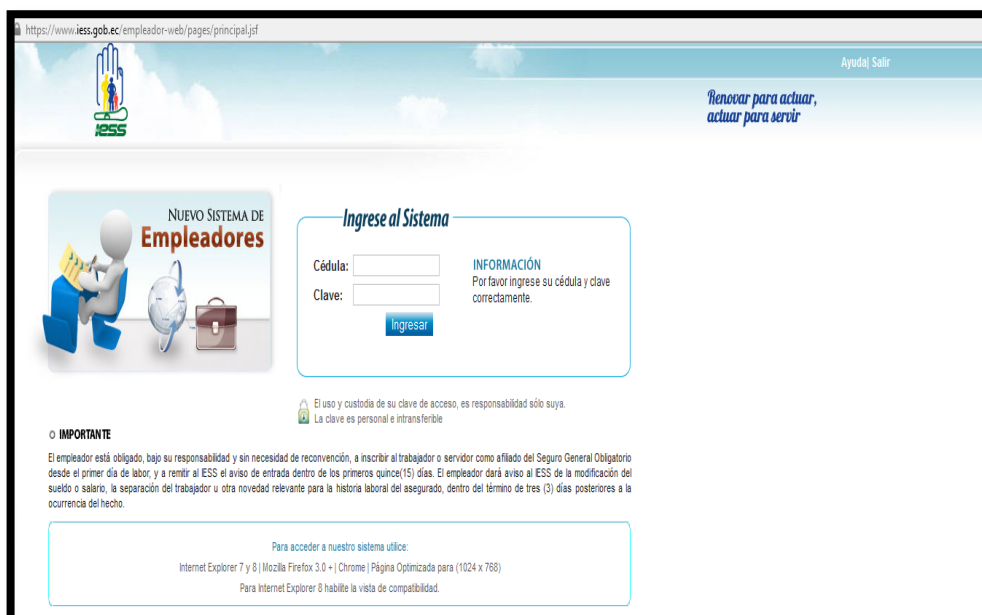 https://www.iess.gob.ec/empleador-web/pages/principal.jsf
Ayuda| Salir
iess
Renovar para actuar,
actuar para servir
NUEVO SISTEMA DE
Empleadores
Ingrese al Sistema
Cédula:
Clave:
Ingresar
INFORMACIÓN
Por favor ingrese su cédula y clave
correctamente.
El uso y custodia de su clave de acceso, es responsabilidad sólo suya.
La clave es personal e intransferible
IMPORTANTE
El empleador está obligado, bajo su responsabilidad y sin necesidad de reconvención, a inscribir al trabajador o servidor como afiliado del Seguro General Obligatorio
desde el primer día de labor, y a remitir al IESS el aviso de entrada dentro de los primeros quince(15) días. El empleador dará aviso al IESS de la modificación del
sueldo o salario, la separación del trabajador u otra novedad relevante para la historia laboral del asegurado, dentro del término de tres (3) días posteriores a la
ocurrencia del hecho.
Para acceder a nuestro sistema utilice:
Internet Explorer 7 y 8 | Mozilla Firefox 3.0 + | Chrome | Página Optimizada para (1024 x 768)
Para Internet Explorer 8 habilite la vista de compatibilidad.